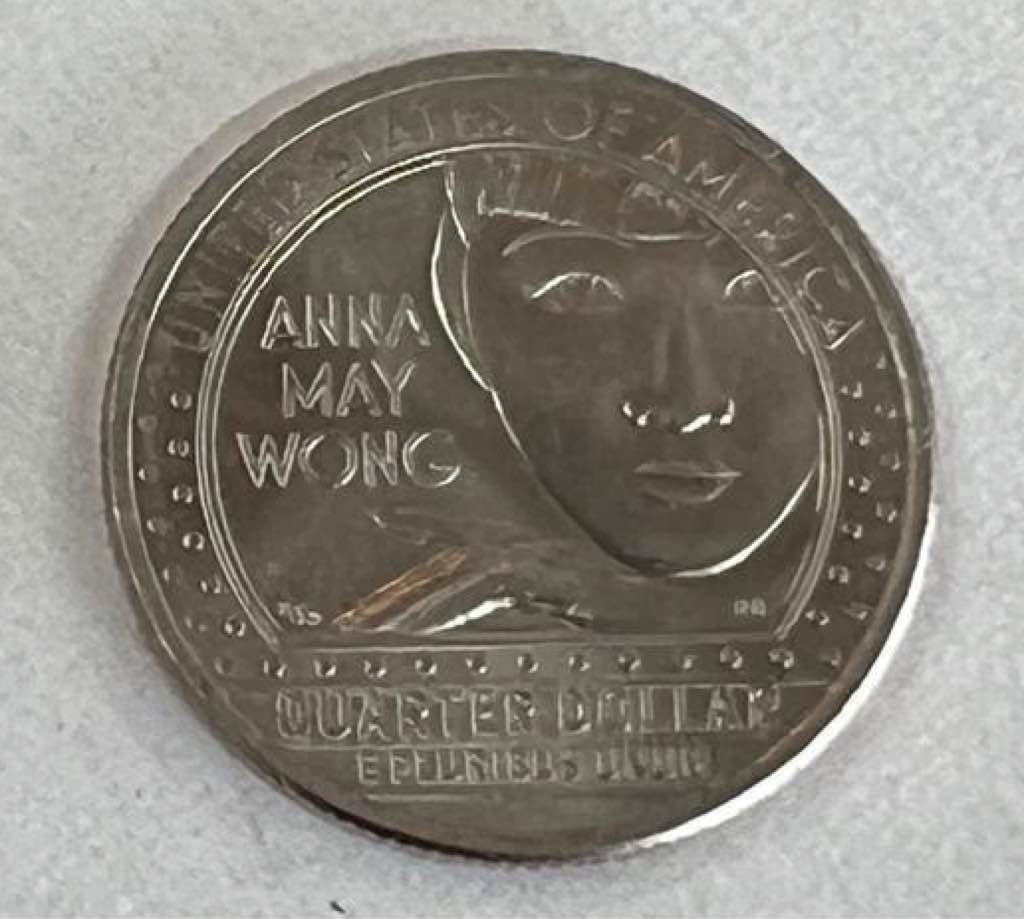 UNITED STATES OF AMERICA
ANNA
MAY
WONG
QUARTER DOLLAR
E PLURIBUS UNUM